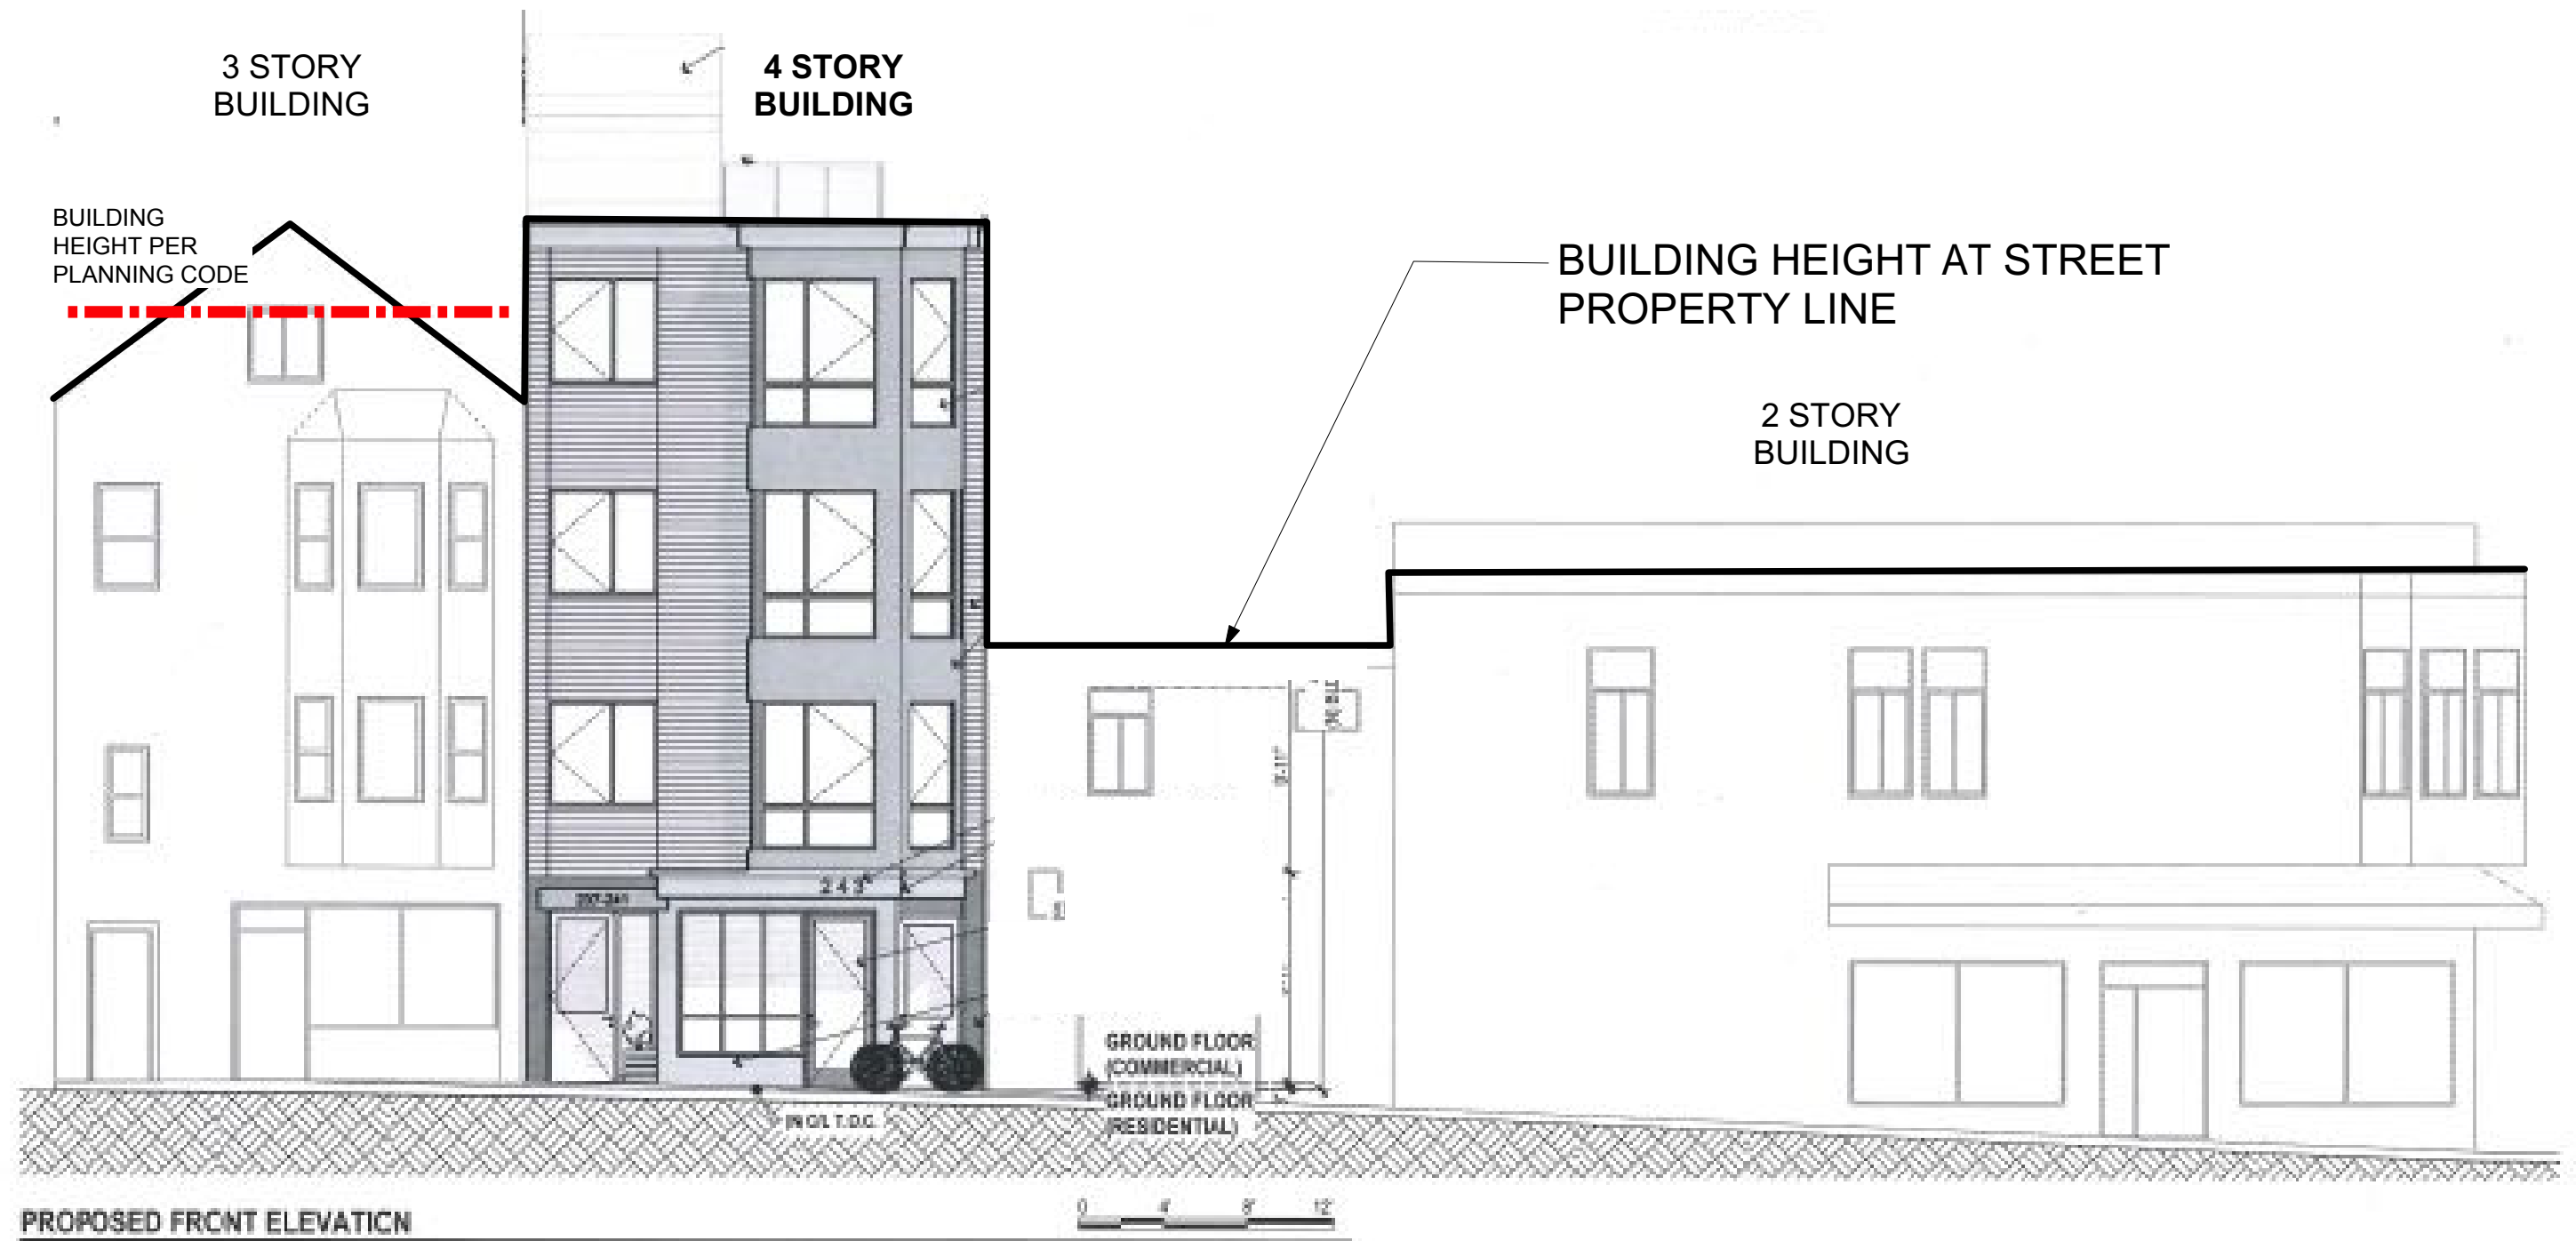 3 STORY
BUILDING
4 STORY
BUILDING
BUILDING
HEIGHT PER
PLANNING CODE
BUILDING HEIGHT AT STREET
PROPERTY LINE
2 STORY
BUILDING
243
GROUND FLOOR
(COMMERCIAL)
GROUND FLOOR
(RESIDENTIAL)
PROPOSED FRONT ELEVATION
0 4' 8' 12'